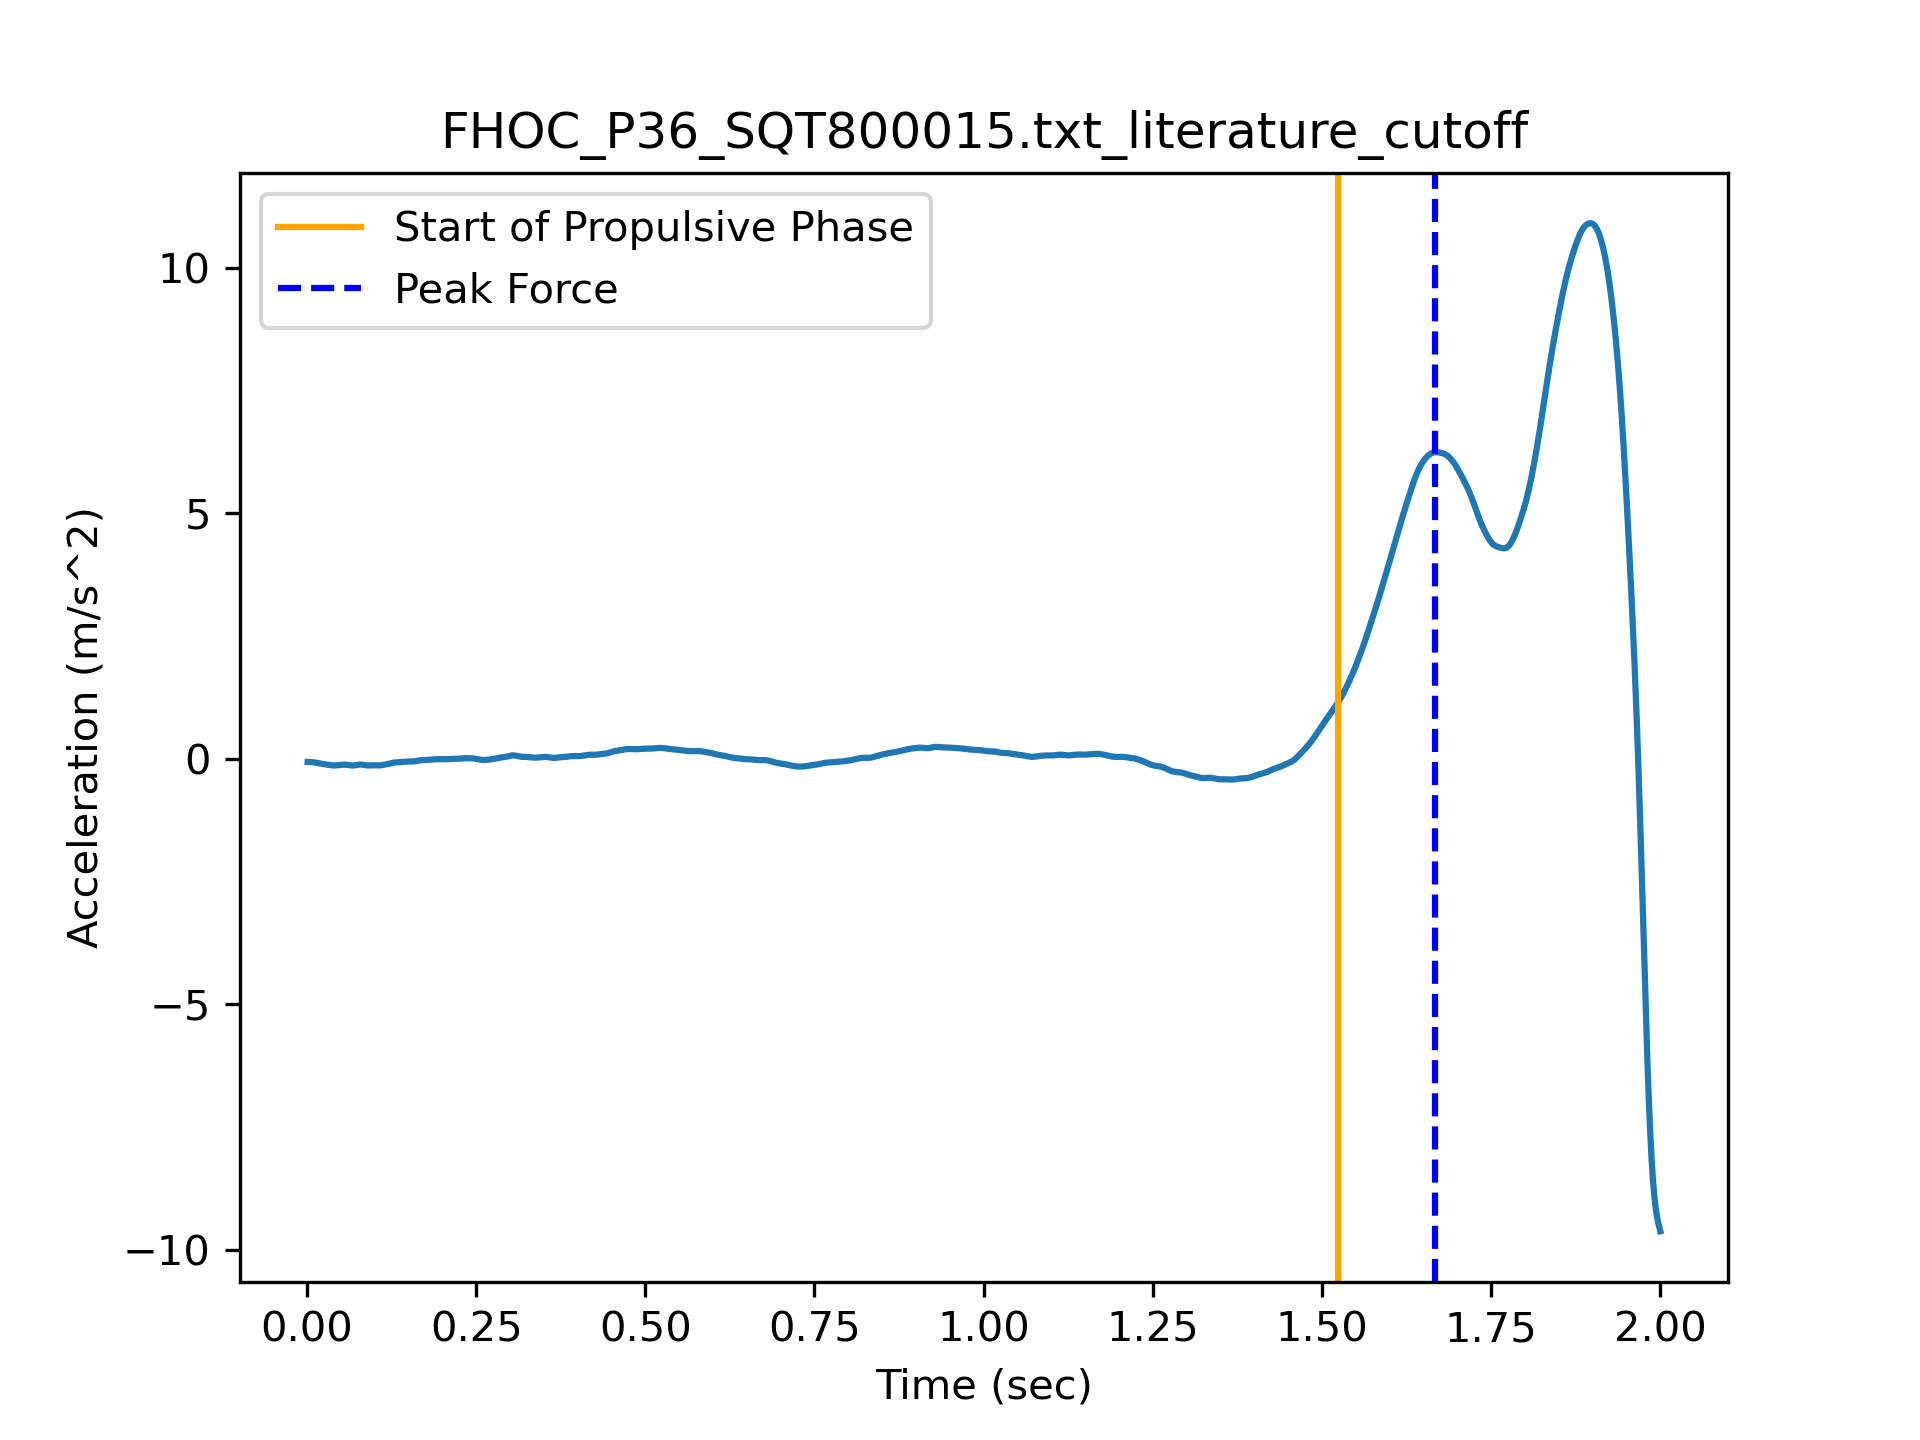 FHOC_P36_SQT800015.txt_literature_cutoff
Start of Propulsive Phase
Peak Force
10
5
0
−5
−10
Acceleration (m/s^2)
0.00 0.25 0.50 0.75 1.00 1.25 1.50 1.75 2.00
Time (sec)